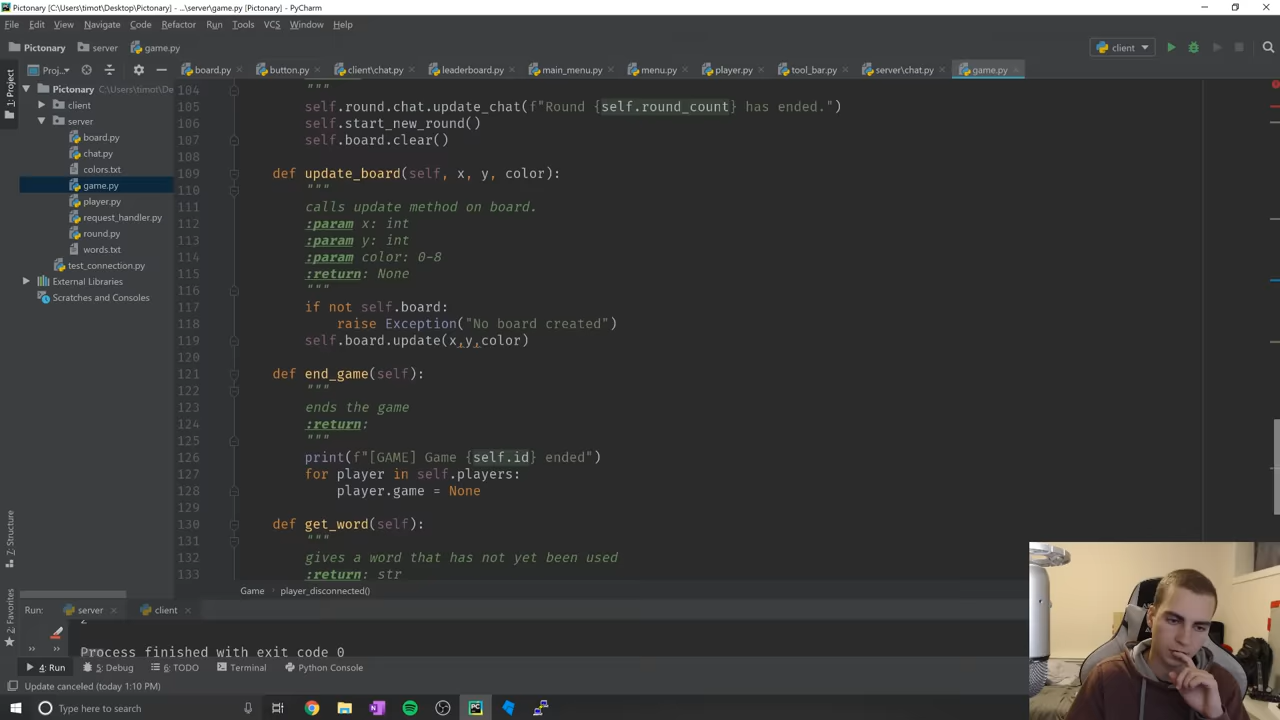 Pictonary [C:\Users\timot\Desktop\Pictonary] - ...\server\game.py [Pictonary] - PyCharm
File Edit View Navigate Code Refactor Run Tools VCS Window Help
Pictonary server game.py client
1: Project
Proj... board.py button.py client\chat.py leaderboard.py main_menu.py menu.py player.py tool_bar.py server\chat.py game.py
Pictonary C:\Users\timot\De
client
server
board.py
chat.py
colors.txt
game.py
player.py
request_handler.py
round.py
words.txt
test_connection.py
External Libraries
Scratches and Consoles
104 """
105 self.round.chat.update_chat(f"Round {self.round_count} has ended.")
106 self.start_new_round()
107 self.board.clear()
108
109 def update_board(self, x, y, color):
110 """
111 calls update method on board.
112 :param x: int
113 :param y: int
114 :param color: 0-8
115 :return: None
116 """
117 if not self.board:
118 raise Exception("No board created")
119 self.board.update(x,y,color)
120
121 def end_game(self):
122 """
123 ends the game
124 :return:
125 """
126 print(f"[GAME] Game {self.id} ended")
127 for player in self.players:
128 player.game = None
129
130 def get_word(self):
131 """
132 gives a word that has not yet been used
133 :return: str
Game player_disconnected()
Z: Structure
2: Favorites
Run: server client
2
Process finished with exit code 0
4: Run 5: Debug 6: TODO Terminal Python Console
Update canceled (today 1:10 PM)
Type here to search